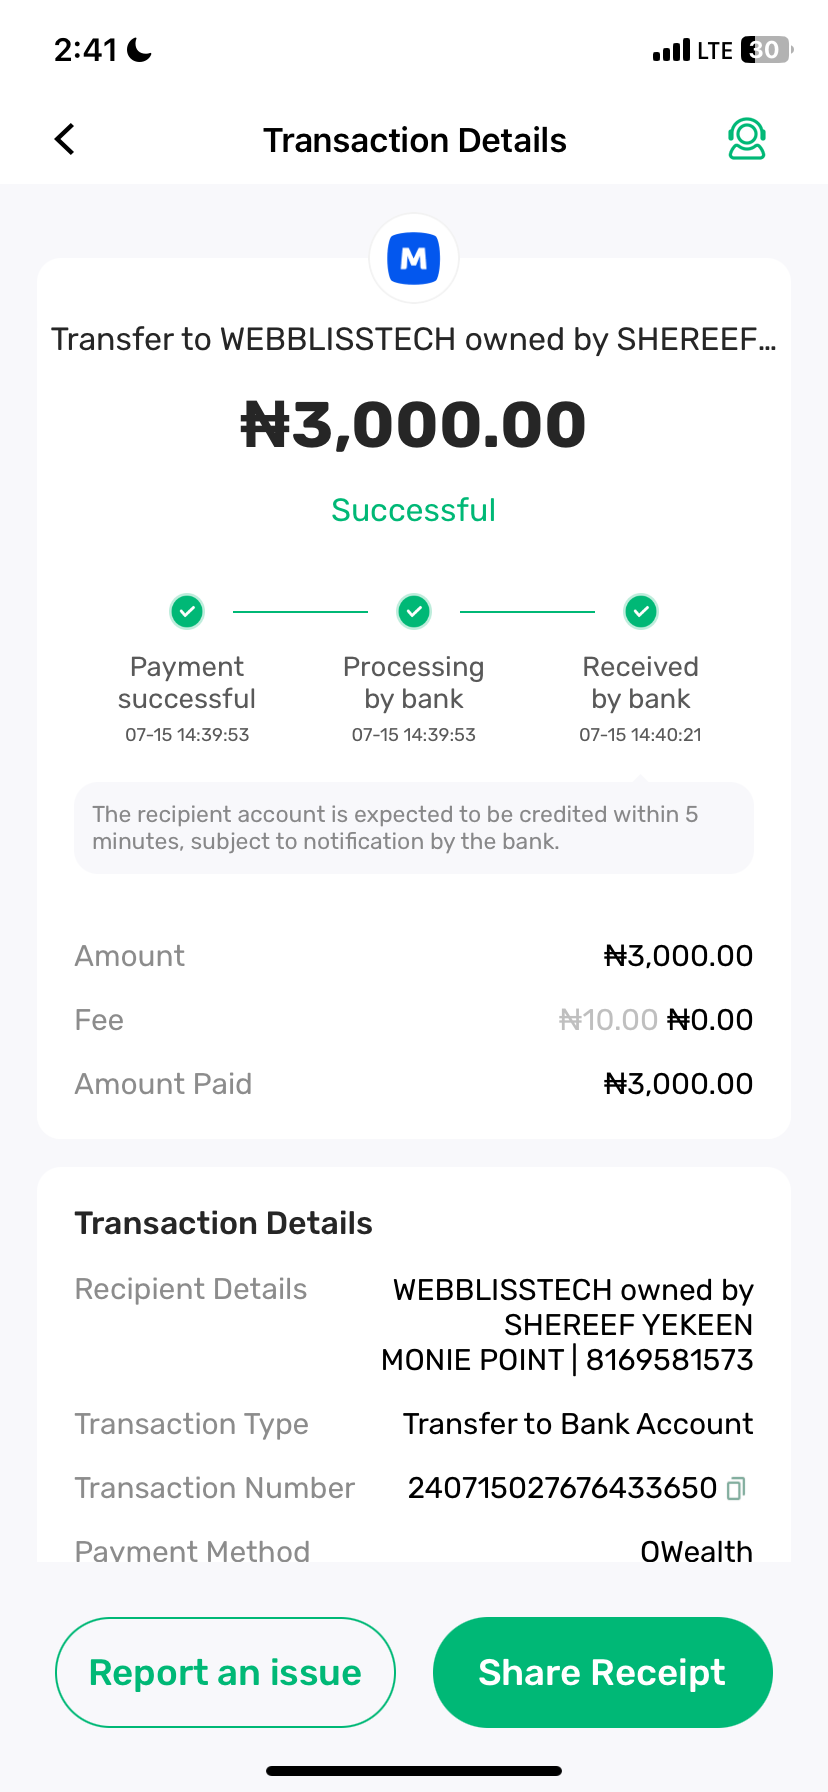 2:41
LTE 30
Transaction Details
M
Transfer to WEBBLISSTECH owned by SHEREEF...
₦3,000.00
Successful
Payment successful
Processing by bank
Received by bank
07-15 14:39:53
07-15 14:39:53
07-15 14:40:21
The recipient account is expected to be credited within 5
minutes, subject to notification by the bank.
Amount ₦3,000.00
Fee ₦10.00 ₦0.00
Amount Paid ₦3,000.00
Transaction Details
Recipient Details WEBBLISSTECH owned by
SHEREEF YEKEEN
MONIE POINT | 8169581573
Transaction Type Transfer to Bank Account
Transaction Number 240715027676433650
Payment Method OWealth
Report an issue
Share Receipt